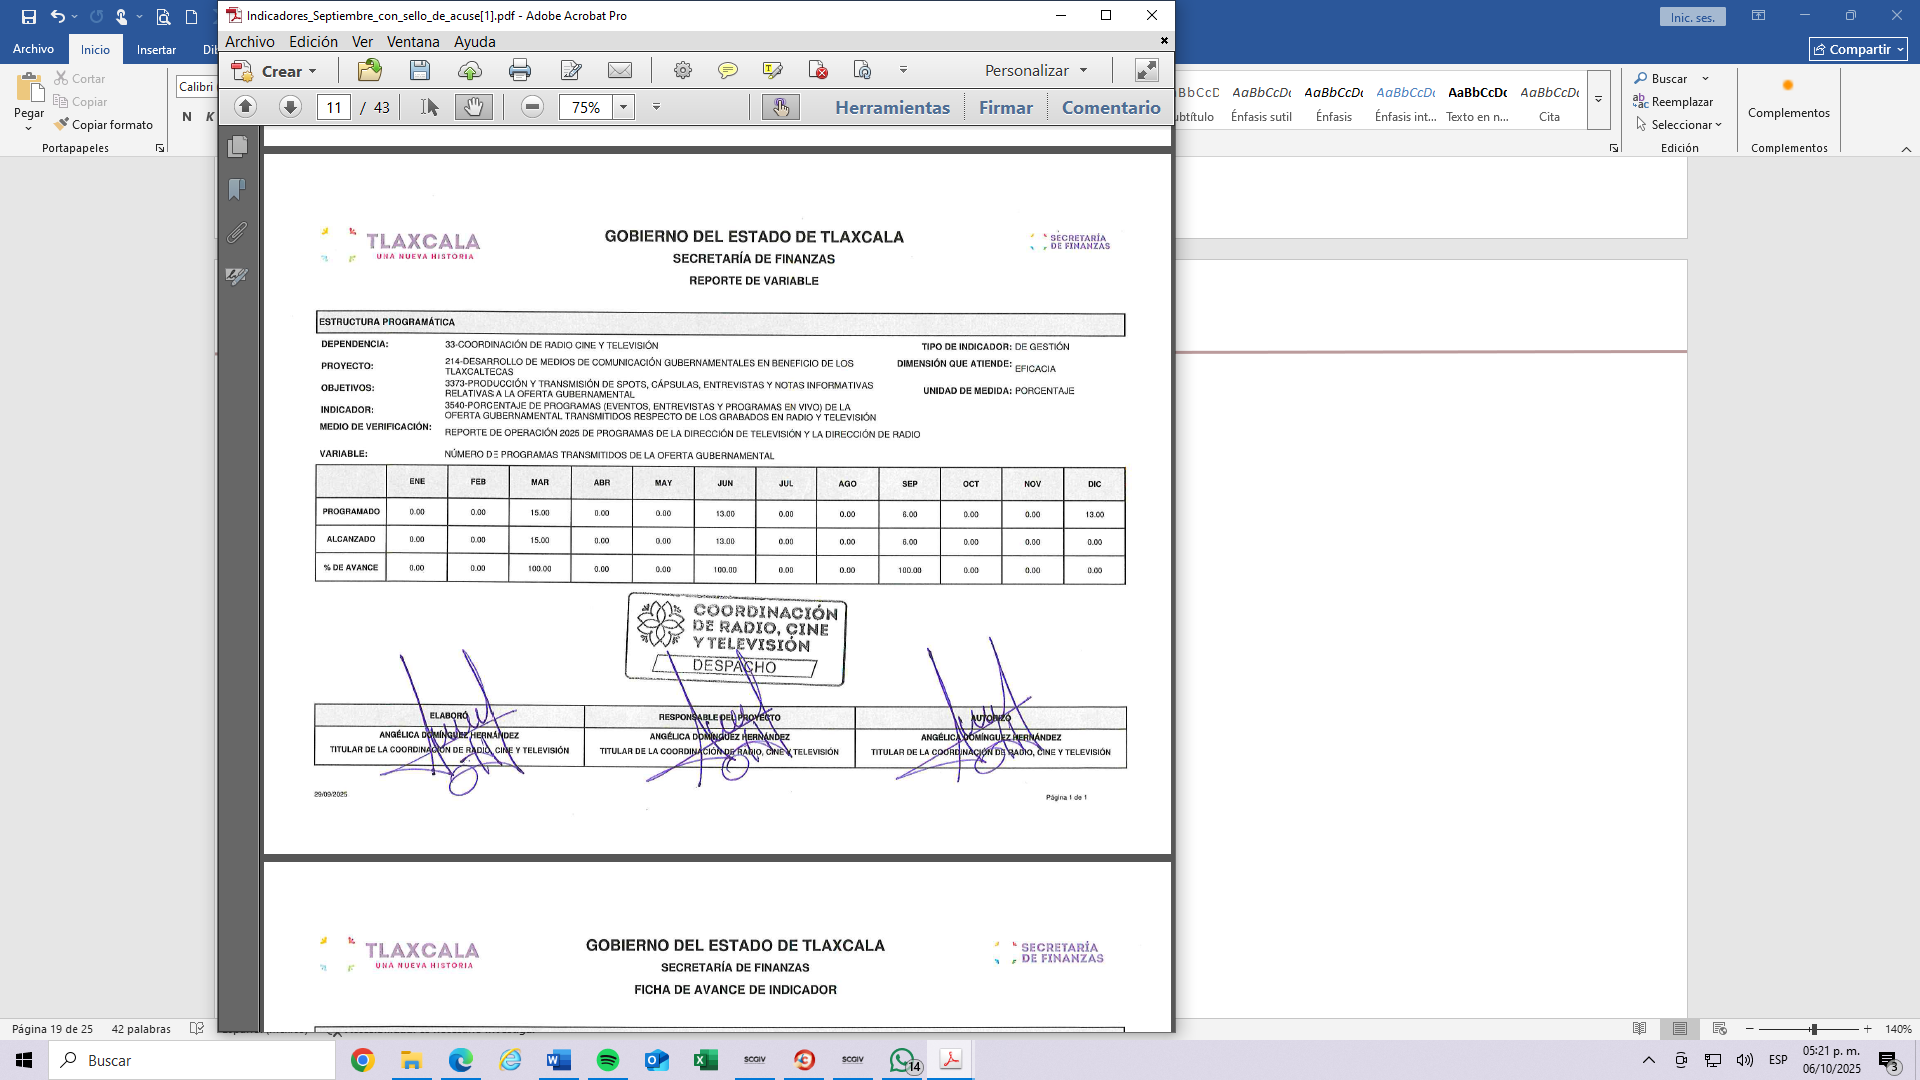 Indicadores_Septiembre_con_sello_de_acuse[1].pdf - Adobe Acrobat Pro
Inic. ses.
Archivo Inicio Insertar
Archivo Edición Ver Ventana Ayuda
Compartir
Pegar
Cortar
Copiar
Copiar formato
Portapapeles
Calibri
N K
Crear
Personalizar
11 / 43
75%
Herramientas Firmar Comentario
AaBbCcDc AaBbCcDc AaBbCcDc AaBbCcDc AaBbCcDc
Énfasis sutil Énfasis Énfasis int... Texto en n... Cita
Buscar
Reemplazar
Seleccionar
Edición
Complementos
Complementos
TLAXCALA
UNA NUEVA HISTORIA
GOBIERNO DEL ESTADO DE TLAXCALA
SECRETARÍA DE FINANZAS
REPORTE DE VARIABLE
SECRETARÍA
DE FINANZAS
ESTRUCTURA PROGRAMÁTICA
DEPENDENCIA: 33-COORDINACIÓN DE RADIO CINE Y TELEVISIÓN TIPO DE INDICADOR: DE GESTIÓN
PROYECTO: 214-DESARROLLO DE MEDIOS DE COMUNICACIÓN GUBERNAMENTALES EN BENEFICIO DE LOS
TLAXCALTECAS
DIMENSIÓN QUE ATIENDE: EFICACIA
OBJETIVOS: 3373-PRODUCCIÓN Y TRANSMISIÓN DE SPOTS, CÁPSULAS, ENTREVISTAS Y NOTAS INFORMATIVAS
RELATIVAS A LA OFERTA GUBERNAMENTAL
UNIDAD DE MEDIDA: PORCENTAJE
INDICADOR: 3540-PORCENTAJE DE PROGRAMAS (EVENTOS, ENTREVISTAS Y PROGRAMAS EN VIVO) DE LA
OFERTA GUBERNAMENTAL TRANSMITIDOS RESPECTO DE LOS GRABADOS EN RADIO Y TELEVISIÓN
MEDIO DE VERIFICACIÓN: REPORTE DE OPERACIÓN 2025 DE PROGRAMAS DE LA DIRECCIÓN DE TELEVISIÓN Y LA DIRECCIÓN DE RADIO
VARIABLE: NÚMERO DE PROGRAMAS TRANSMITIDOS DE LA OFERTA GUBERNAMENTAL
ENE FEB MAR ABR MAY JUN JUL AGO SEP OCT NOV DIC
PROGRAMADO 0.00 0.00 15.00 0.00 0.00 13.00 0.00 0.00 6.00 0.00 0.00 13.00
ALCANZADO 0.00 0.00 15.00 0.00 0.00 13.00 0.00 0.00 6.00 0.00 0.00 0.00
% DE AVANCE 0.00 0.00 100.00 0.00 0.00 100.00 0.00 0.00 100.00 0.00 0.00 0.00
COORDINACIÓN
DE RADIO, CINE
Y TELEVISIÓN
DESPACHO
ELABORÓ RESPONSABLE DEL PROYECTO AUTORIZÓ
ANGÉLICA DOMÍNGUEZ HERNÁNDEZ ANGÉLICA DOMÍNGUEZ HERNÁNDEZ ANGÉLICA DOMÍNGUEZ HERNÁNDEZ
TITULAR DE LA COORDINACIÓN DE RADIO, CINE Y TELEVISIÓN TITULAR DE LA COORDINACIÓN DE RADIO, CINE Y TELEVISIÓN TITULAR DE LA COORDINACIÓN DE RADIO, CINE Y TELEVISIÓN
29/09/2025 Página 1 de 1
TLAXCALA
UNA NUEVA HISTORIA
GOBIERNO DEL ESTADO DE TLAXCALA
SECRETARÍA DE FINANZAS
FICHA DE AVANCE DE INDICADOR
SECRETARÍA
DE FINANZAS
Página 19 de 25 42 palabras
140%
Buscar
SCGIV SCGIV
14
ESP
05:21 p. m.
06/10/2025
3